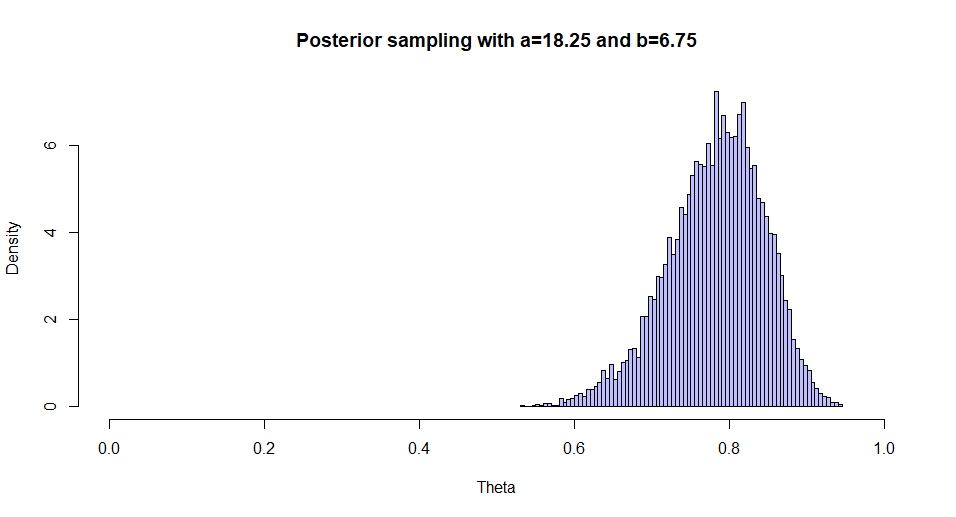 Posterior sampling with a=18.25 and b=6.75
Density
6
4
2
0
0.0 0.2 0.4 0.6 0.8 1.0
Theta